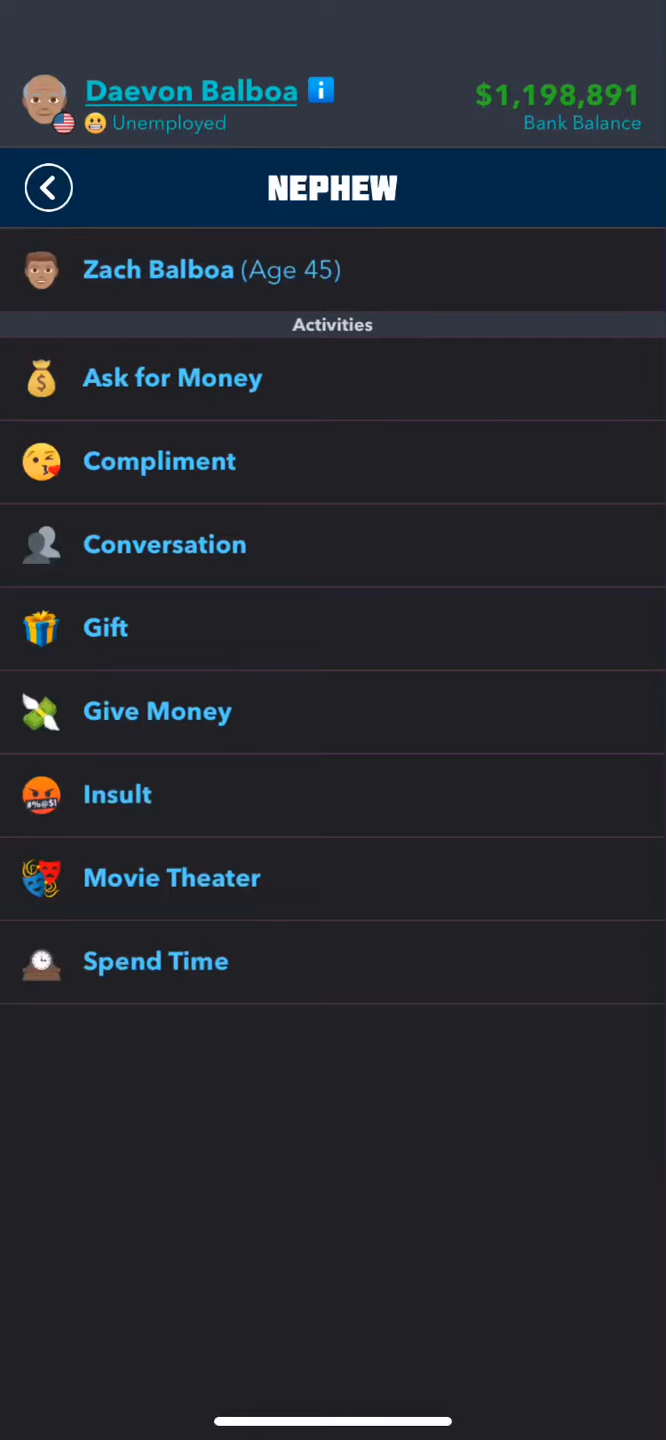 Daevon Balboa
$1,198,891
Unemployed
Bank Balance
NEPHEW
Zach Balboa (Age 45)
Activities
Ask for Money
Compliment
Conversation
Gift
Give Money
Insult
Movie Theater
Spend Time